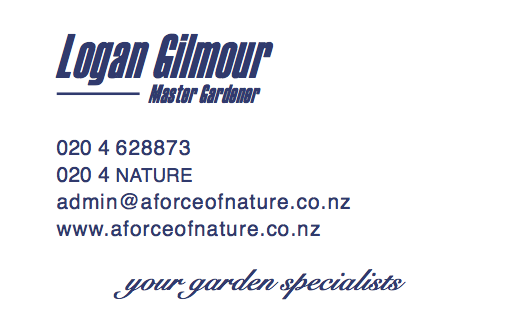 Logan Gilmour
Master Gardener
020 4 628873
020 4 NATURE
admin@aforceofnature.co.nz
www.aforceofnature.co.nz
your garden specialists